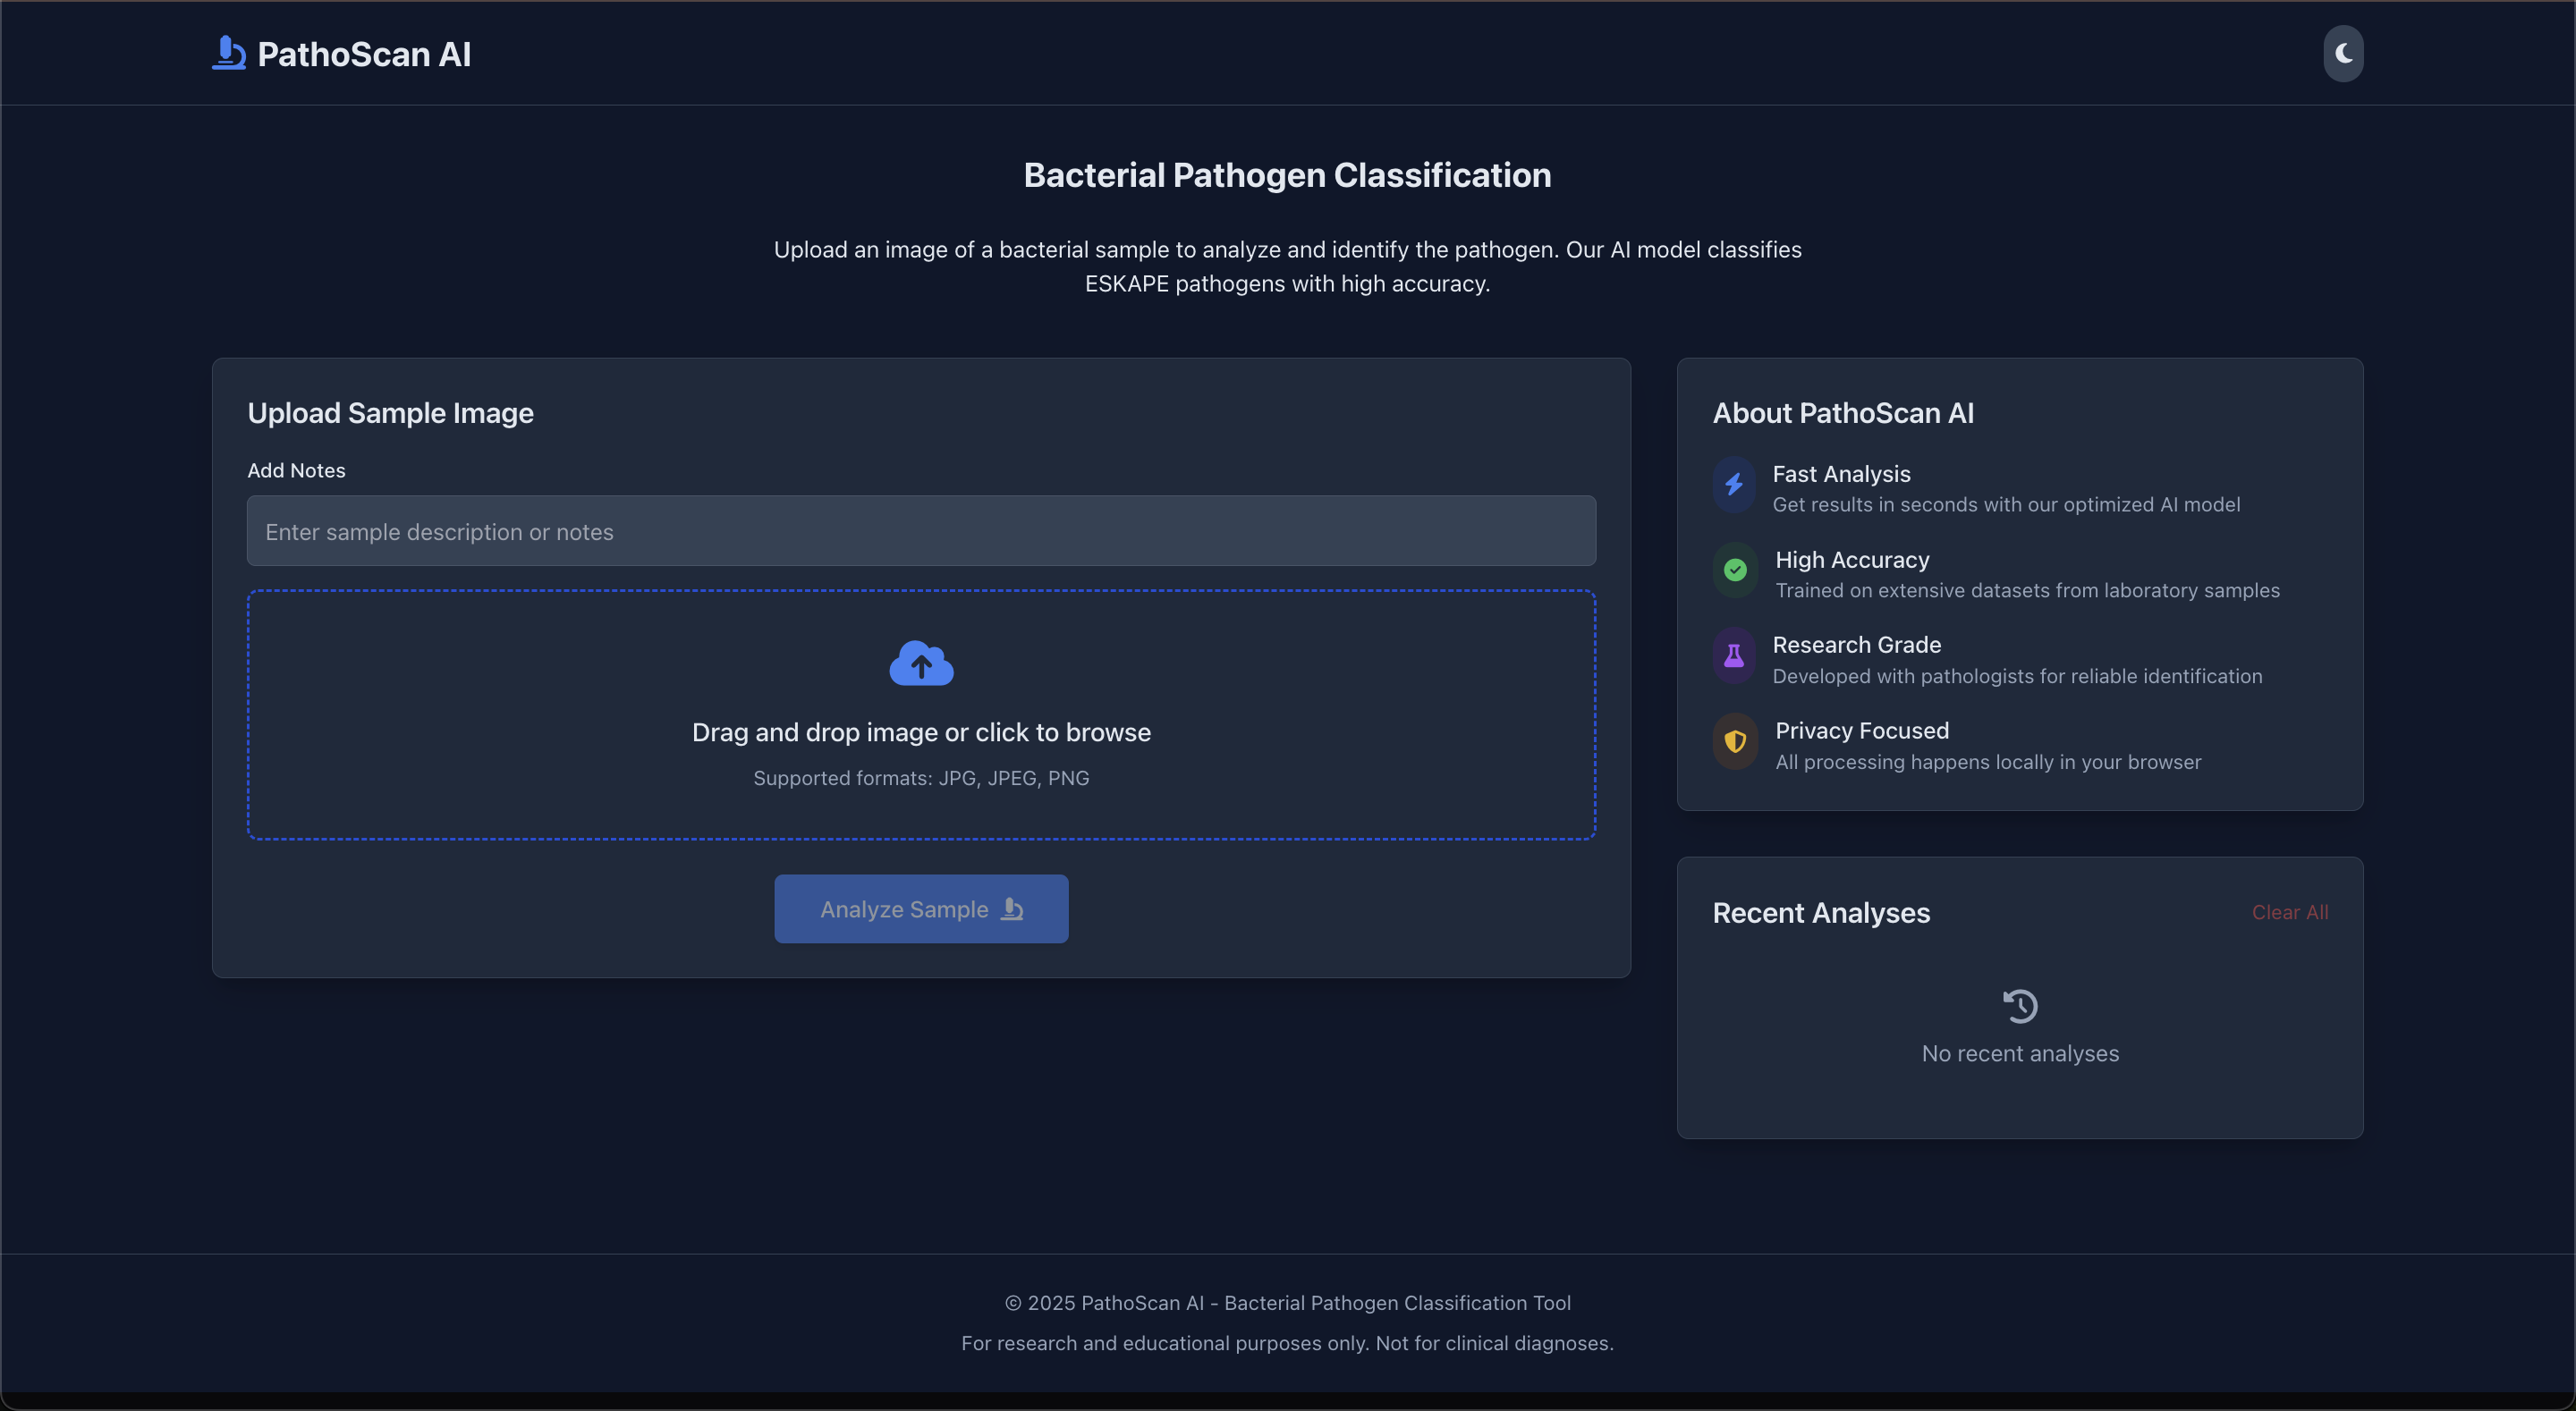 PathoScan AI
Bacterial Pathogen Classification
Upload an image of a bacterial sample to analyze and identify the pathogen. Our AI model classifies
ESKAPE pathogens with high accuracy.
Upload Sample Image
Add Notes
Enter sample description or notes
Drag and drop image or click to browse
Supported formats: JPG, JPEG, PNG
Analyze Sample
About PathoScan AI
Fast Analysis
Get results in seconds with our optimized AI model
High Accuracy
Trained on extensive datasets from laboratory samples
Research Grade
Developed with pathologists for reliable identification
Privacy Focused
All processing happens locally in your browser
Recent Analyses
Clear All
No recent analyses
© 2025 PathoScan AI - Bacterial Pathogen Classification Tool
For research and educational purposes only. Not for clinical diagnoses.